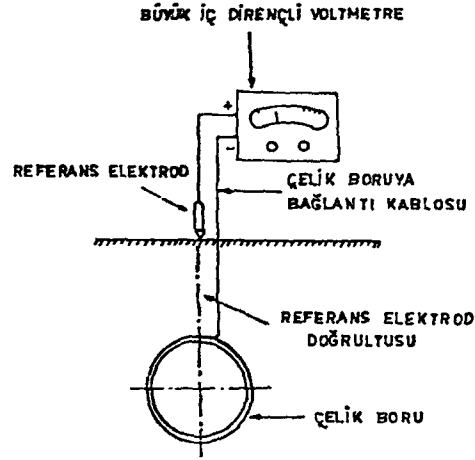 BÜYÜK İÇ DİRENÇLİ VOLTMETRE
+
-
REFERANS ELEKTROD
ÇELİK BORUYA
BAĞLANTI KABLOSU
REFERANS ELEKTROD
DOĞRULTUSU
ÇELİK BORU